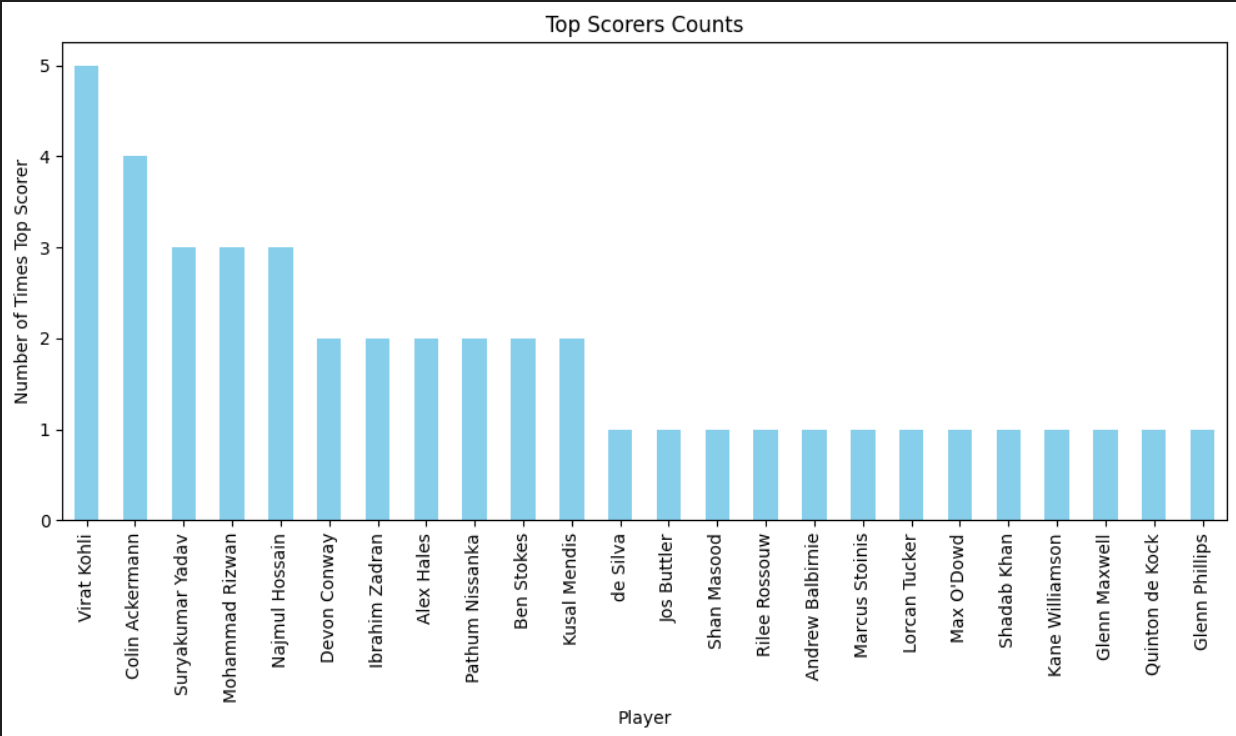 Top Scorers Counts
Number of Times Top Scorer
5
4
3
2
1
0
Virat Kohli
Colin Ackermann
Suryakumar Yadav
Mohammad Rizwan
Najmul Hossain
Devon Conway
Ibrahim Zadran
Alex Hales
Pathum Nissanka
Ben Stokes
Kusal Mendis
de Silva
Jos Buttler
Shan Masood
Rilee Rossouw
Andrew Balbirnie
Marcus Stoinis
Lorcan Tucker
Max O'Dowd
Shadab Khan
Kane Williamson
Glenn Maxwell
Quinton de Kock
Glenn Phillips
Player